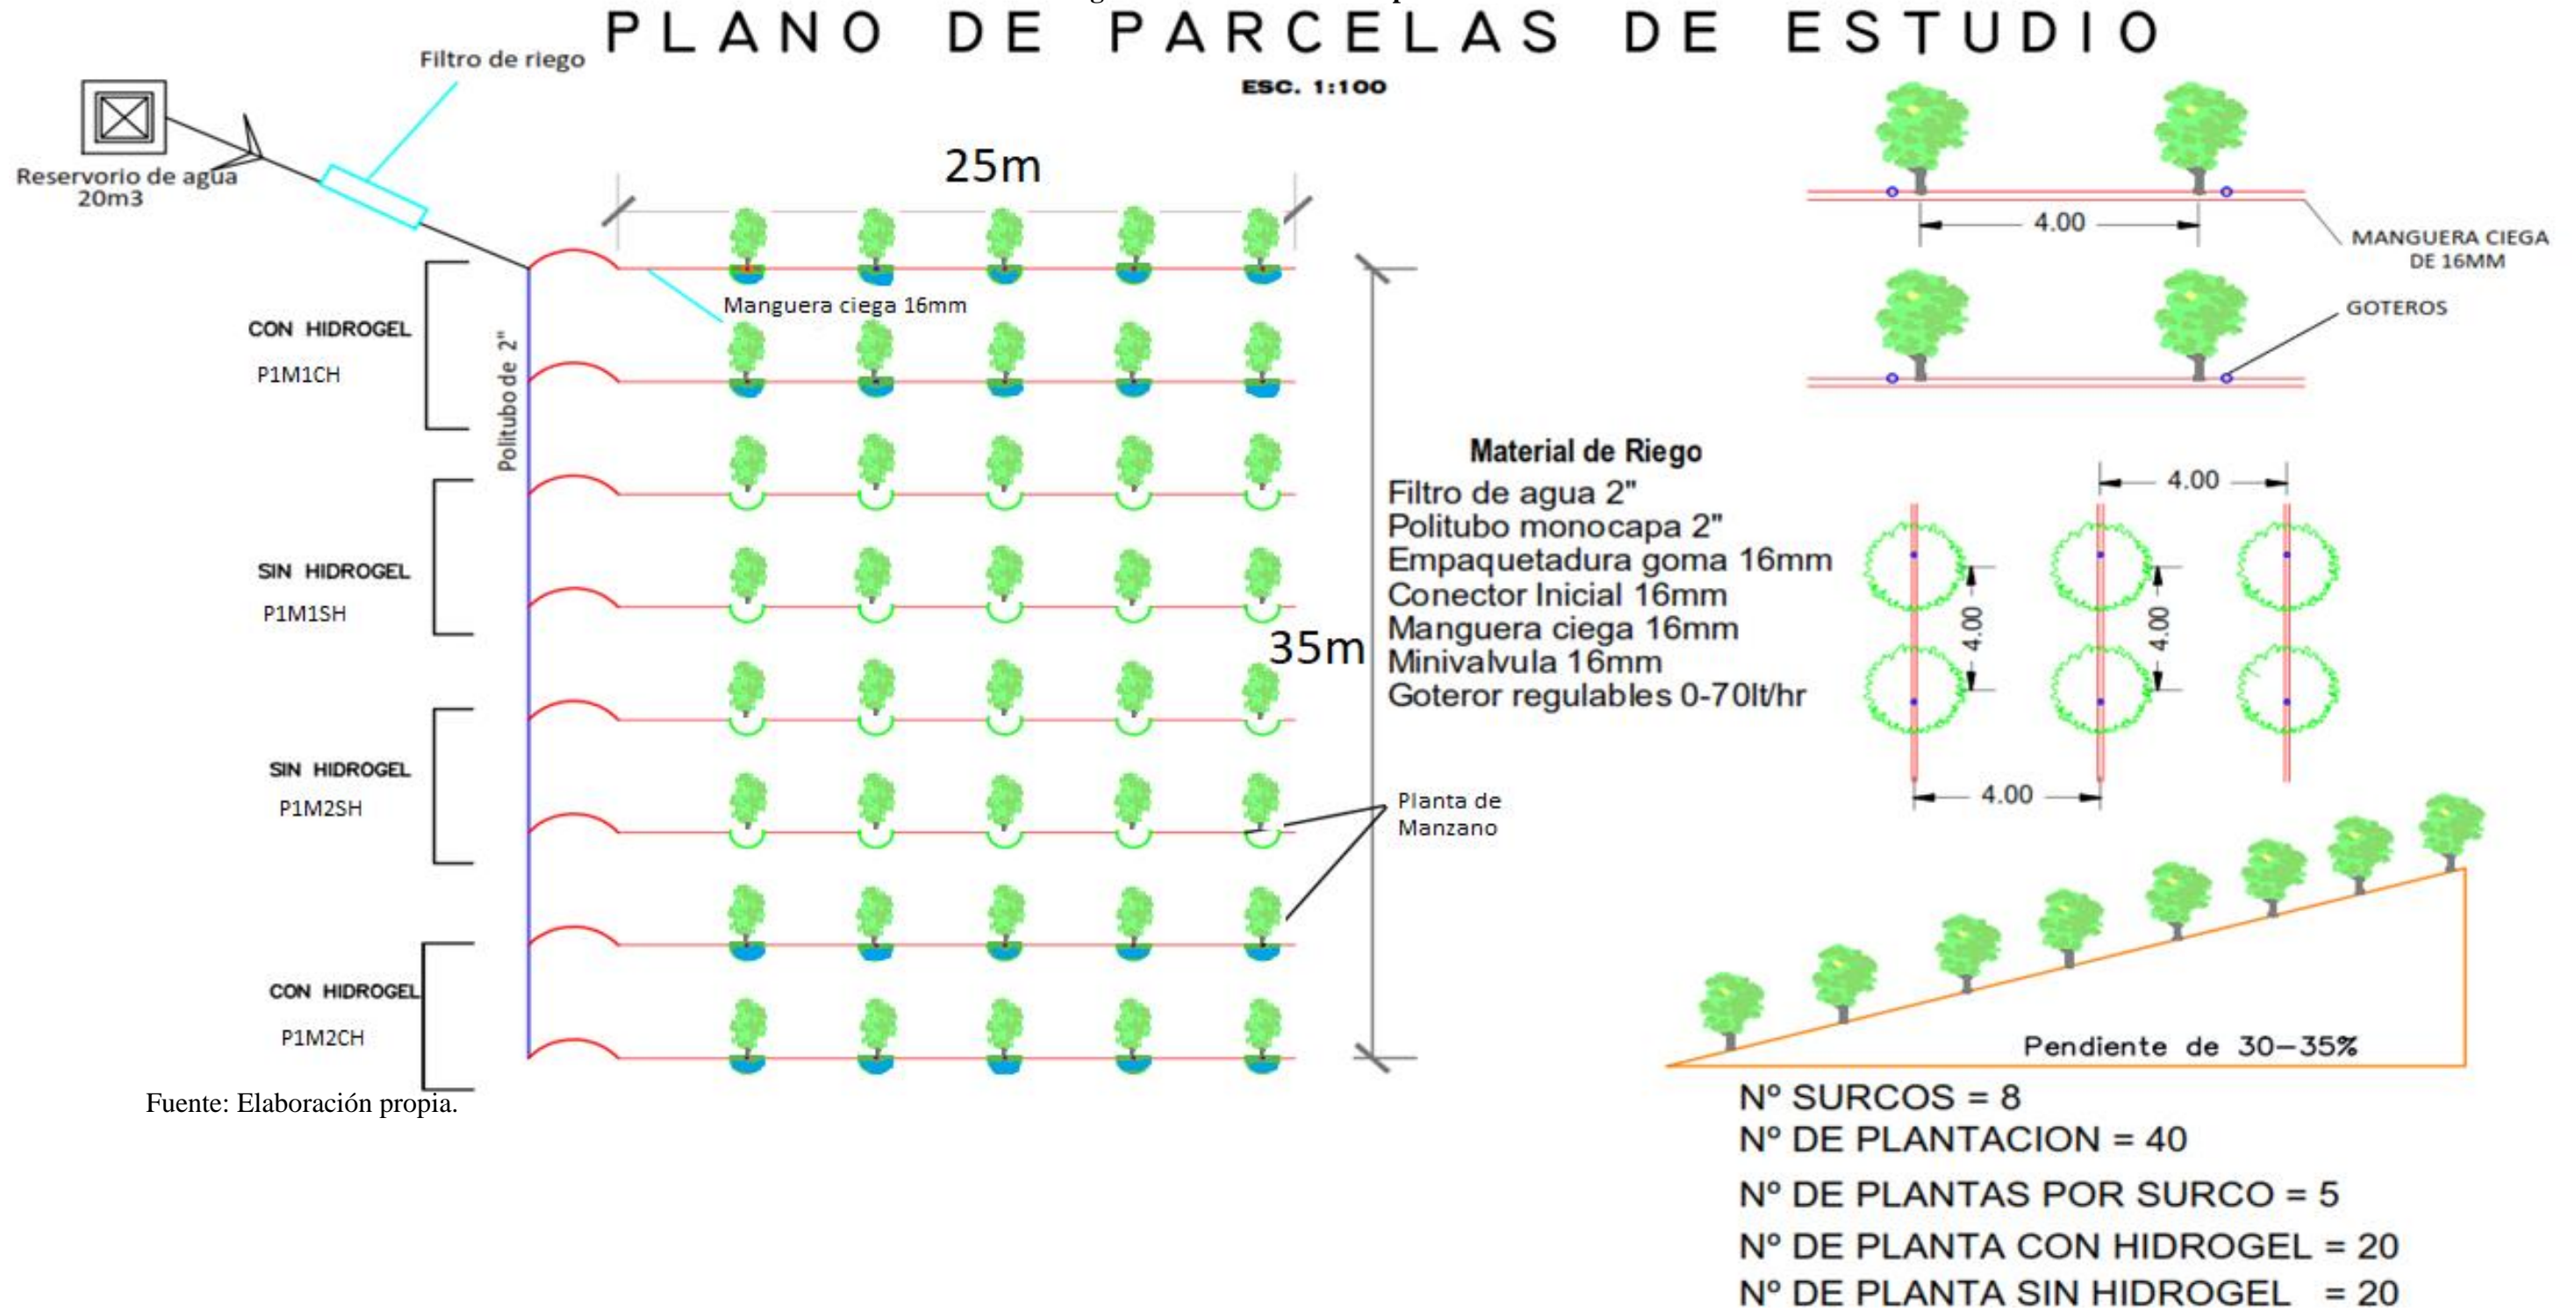 PLANO DE PARCELAS DE ESTUDIO
ESC. 1:100
Filtro de riego
Reservorio de agua
20m3
25m
Manguera ciega 16mm
Politubo de 2"
CON HIDROGEL
P1M1CH
SIN HIDROGEL
P1M1SH
SIN HIDROGEL
P1M2SH
CON HIDROGEL
P1M2CH
35m
Planta de
Manzano
Material de Riego
Filtro de agua 2"
Politubo monocapa 2"
Empaquetadura goma 16mm
Conector Inicial 16mm
Manguera ciega 16mm
Minivalvula 16mm
Goteror regulables 0-70lt/hr
4.00
MANGUERA CIEGA
DE 16MM
GOTEROS
4.00
4.00
4.00
4.00
Pendiente de 30-35%
Nº SURCOS = 8
Nº DE PLANTACION = 40
Nº DE PLANTAS POR SURCO = 5
Nº DE PLANTA CON HIDROGEL = 20
Nº DE PLANTA SIN HIDROGEL = 20
Fuente: Elaboración propia.